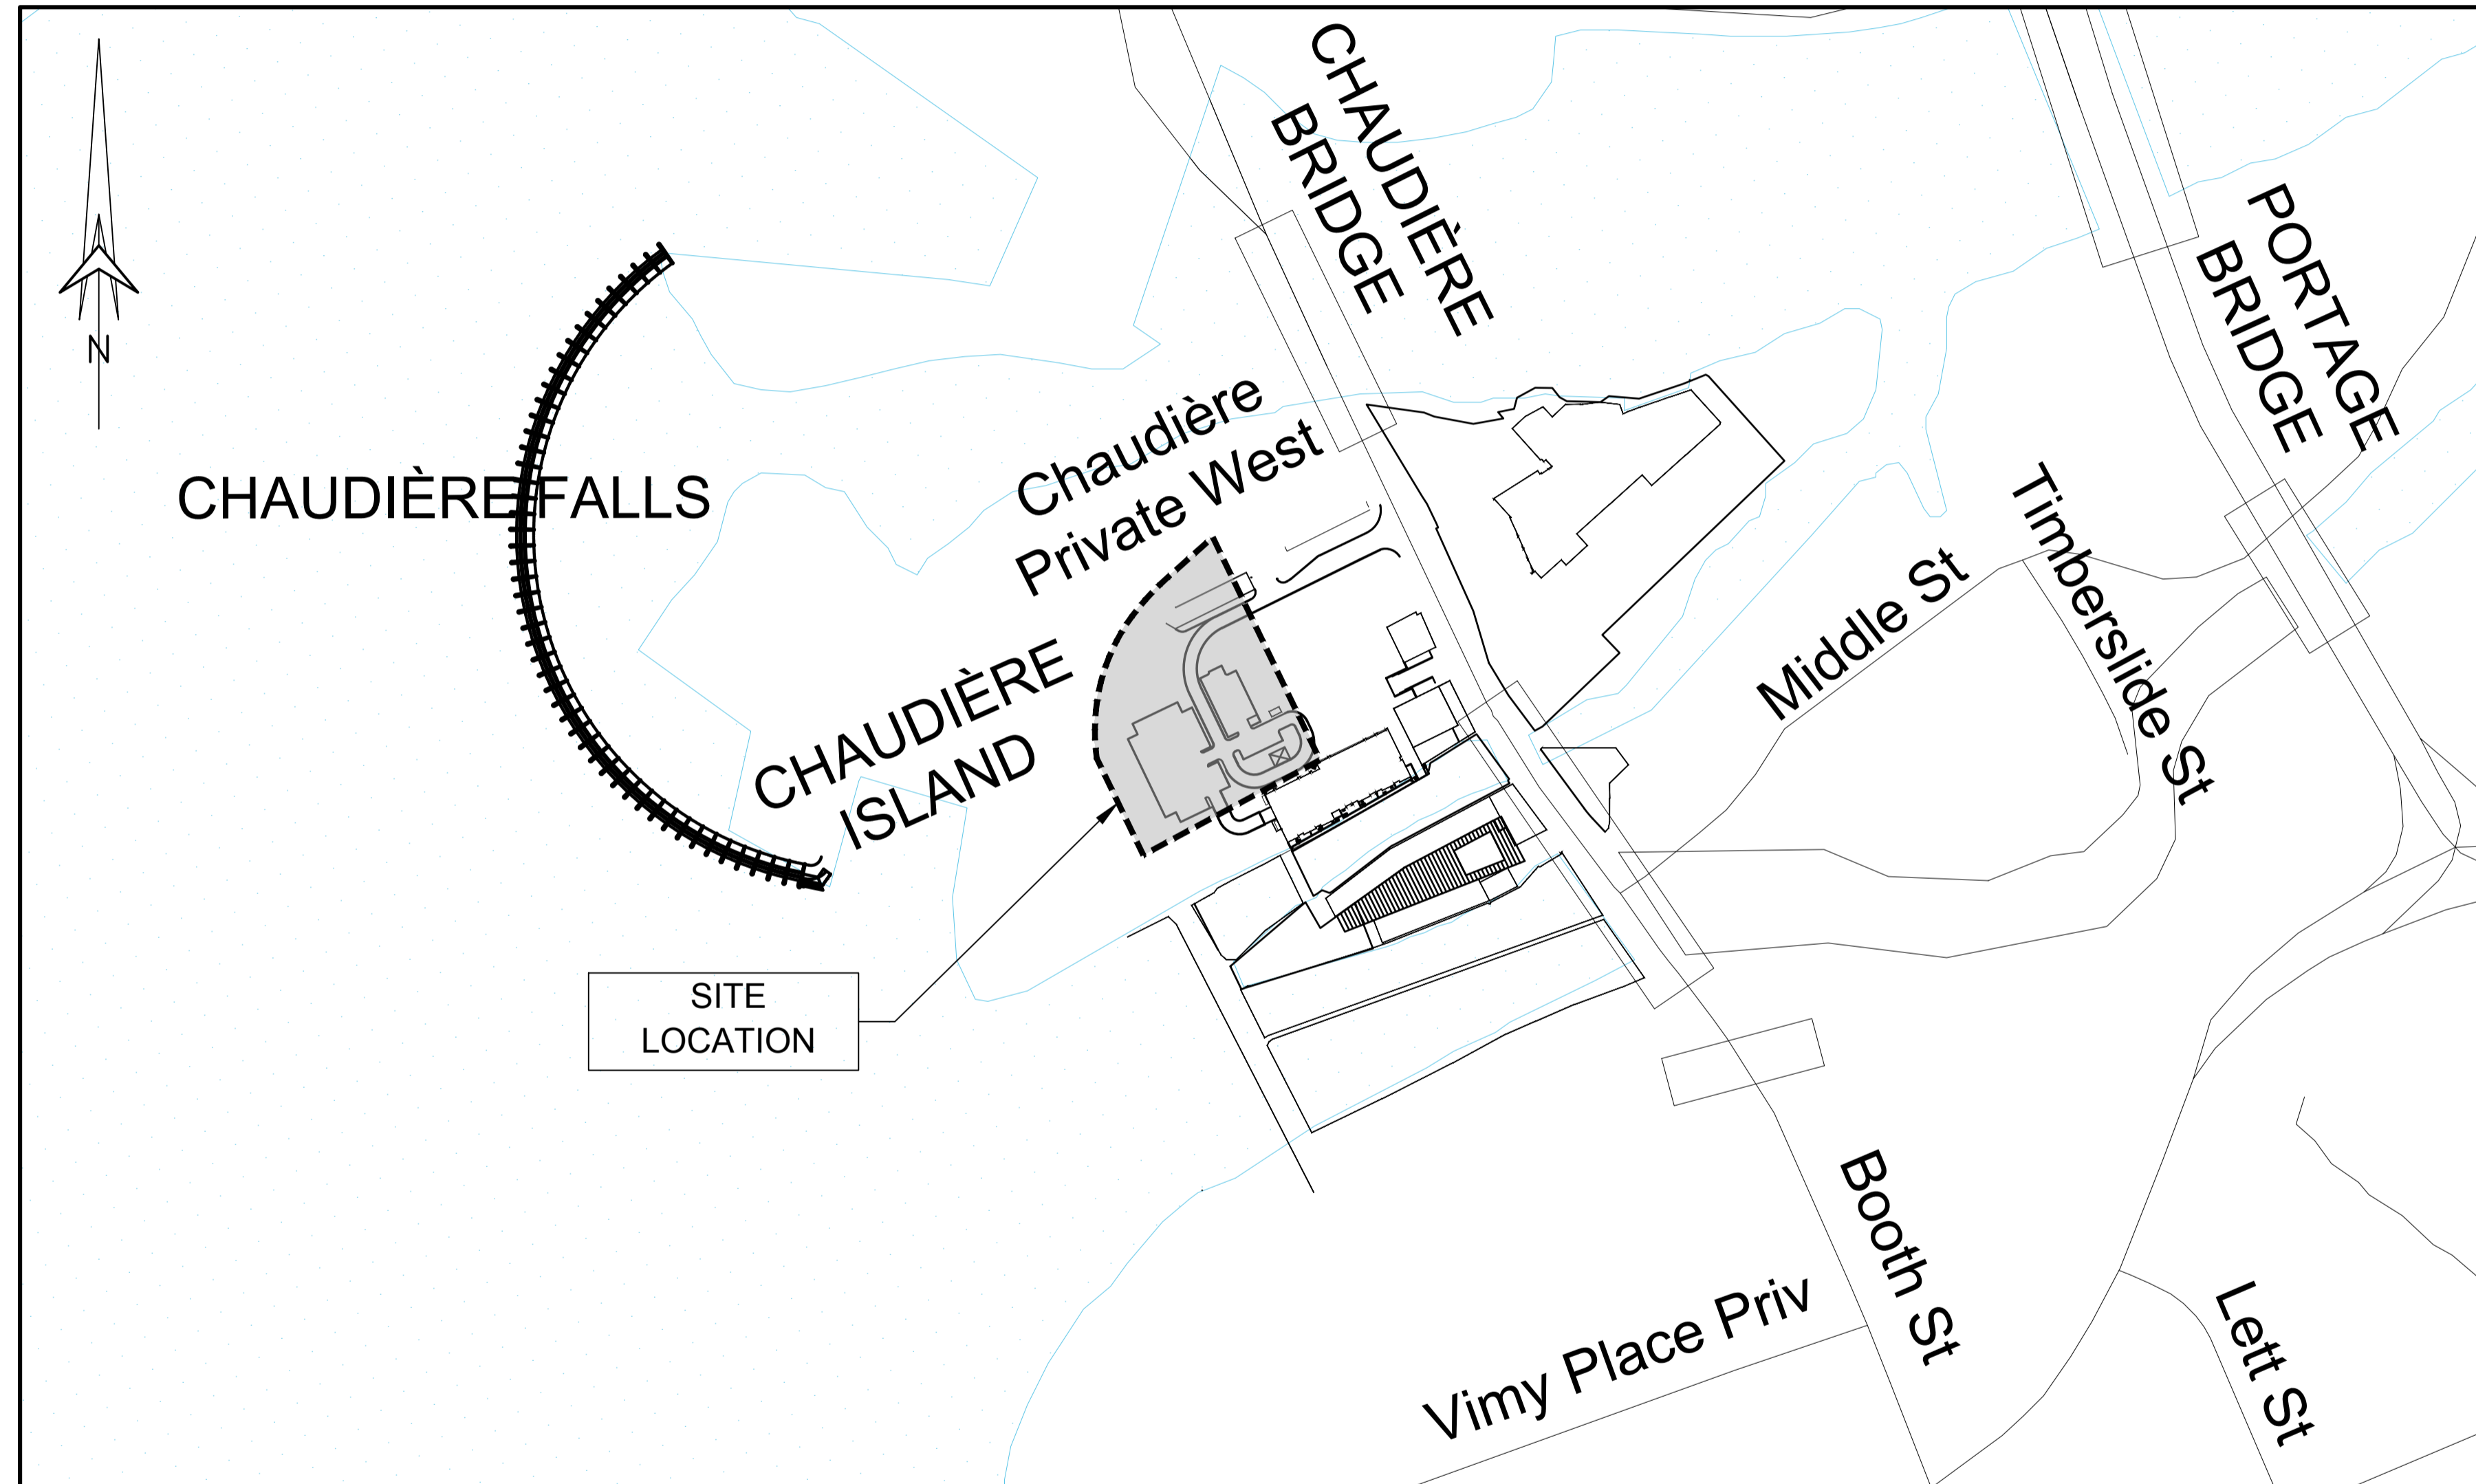 CHAUDIÈRE
BRIDGE
PORTAGE
BRIDGE
N
CHAUDIÈRE FALLS
Chaudière
Private West
Timberslide St
Middle St
CHAUDIÈRE
ISLAND
SITE
LOCATION
Booth St
Vimy Place Priv
Lett St